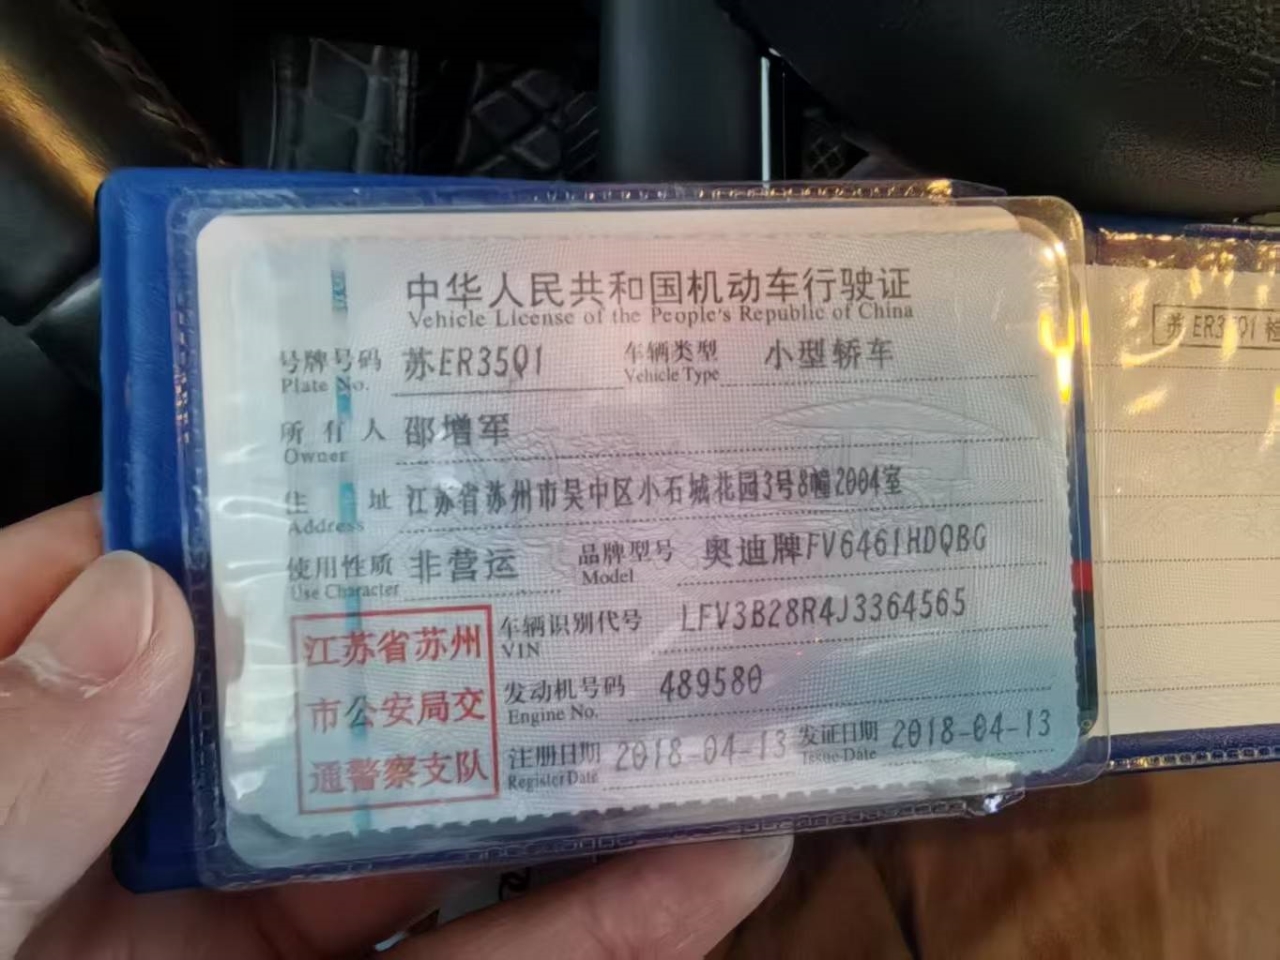 中华人民共和国机动车行驶证
Vehicle License of the People's Republic of China
号牌号码 苏ER35Q1 车辆类型 小型轿车
Plate No. Vehicle Type
所有人 邵增军
Owner
住址 江苏省苏州市吴中区小石城花园3号8幢2004室
Address
使用性质 非营运 品牌型号 奥迪牌FV6461HDQBG
Use Character Model
江苏省苏州
市公安局交
通警察支队
车辆识别代号 LFV3B28R4J3364565
VIN
发动机号码 489580
Engine No.
注册日期 2018-04-13 发证日期 2018-04-13
Register Date Issue Date
苏ER35Q1 检